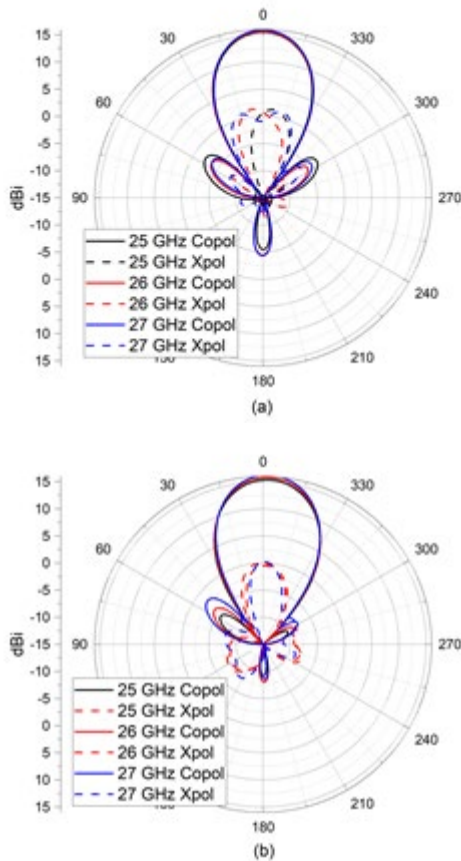 0
15
30
330
10
5
60
300
0
-5
-10
dBi
-15
90
270
-10
-5
0
5
10
15
25 GHz Copol
25 GHz Xpol
26 GHz Copol
26 GHz Xpol
27 GHz Copol
27 GHz Xpol
240
210
180
(a)
0
15
30
330
10
5
60
300
0
-5
-10
dBi
-15
90
270
-10
-5
0
5
10
15
25 GHz Copol
25 GHz Xpol
26 GHz Copol
26 GHz Xpol
27 GHz Copol
27 GHz Xpol
240
210
180
(b)